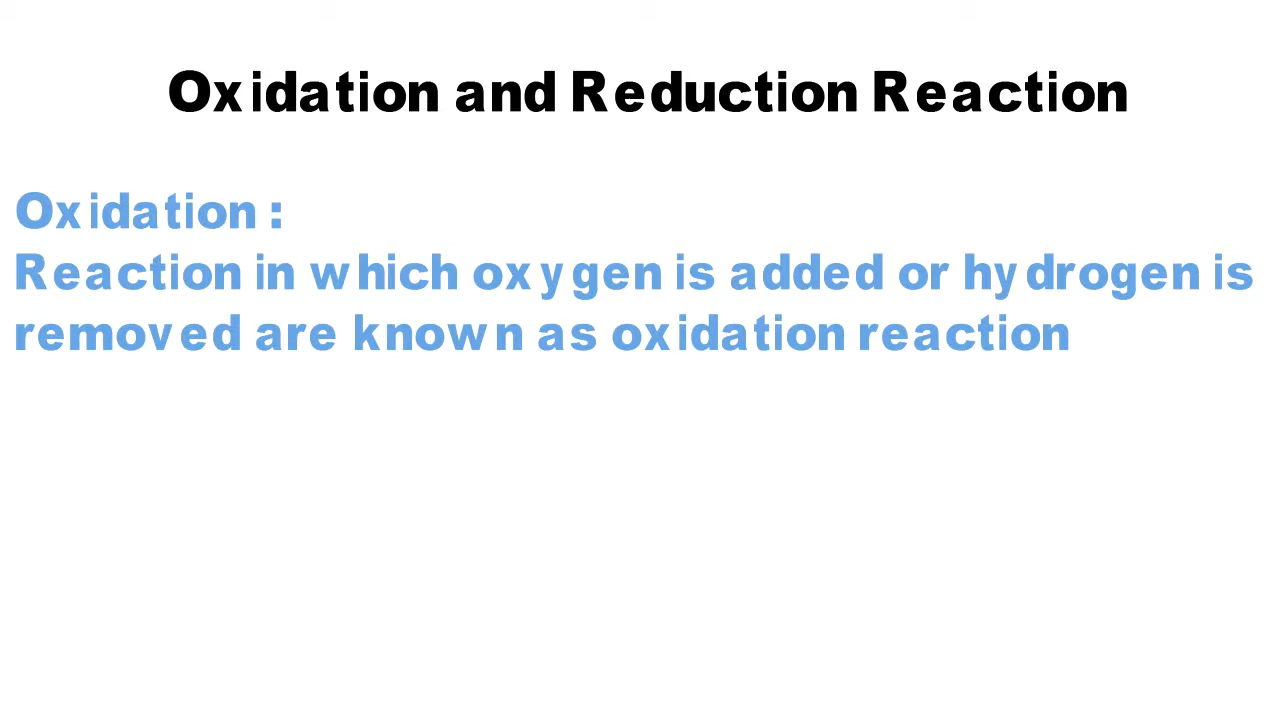 Oxidation and Reduction Reaction
Oxidation :
Reaction in which oxygen is added or hydrogen is
removed are known as oxidation reaction